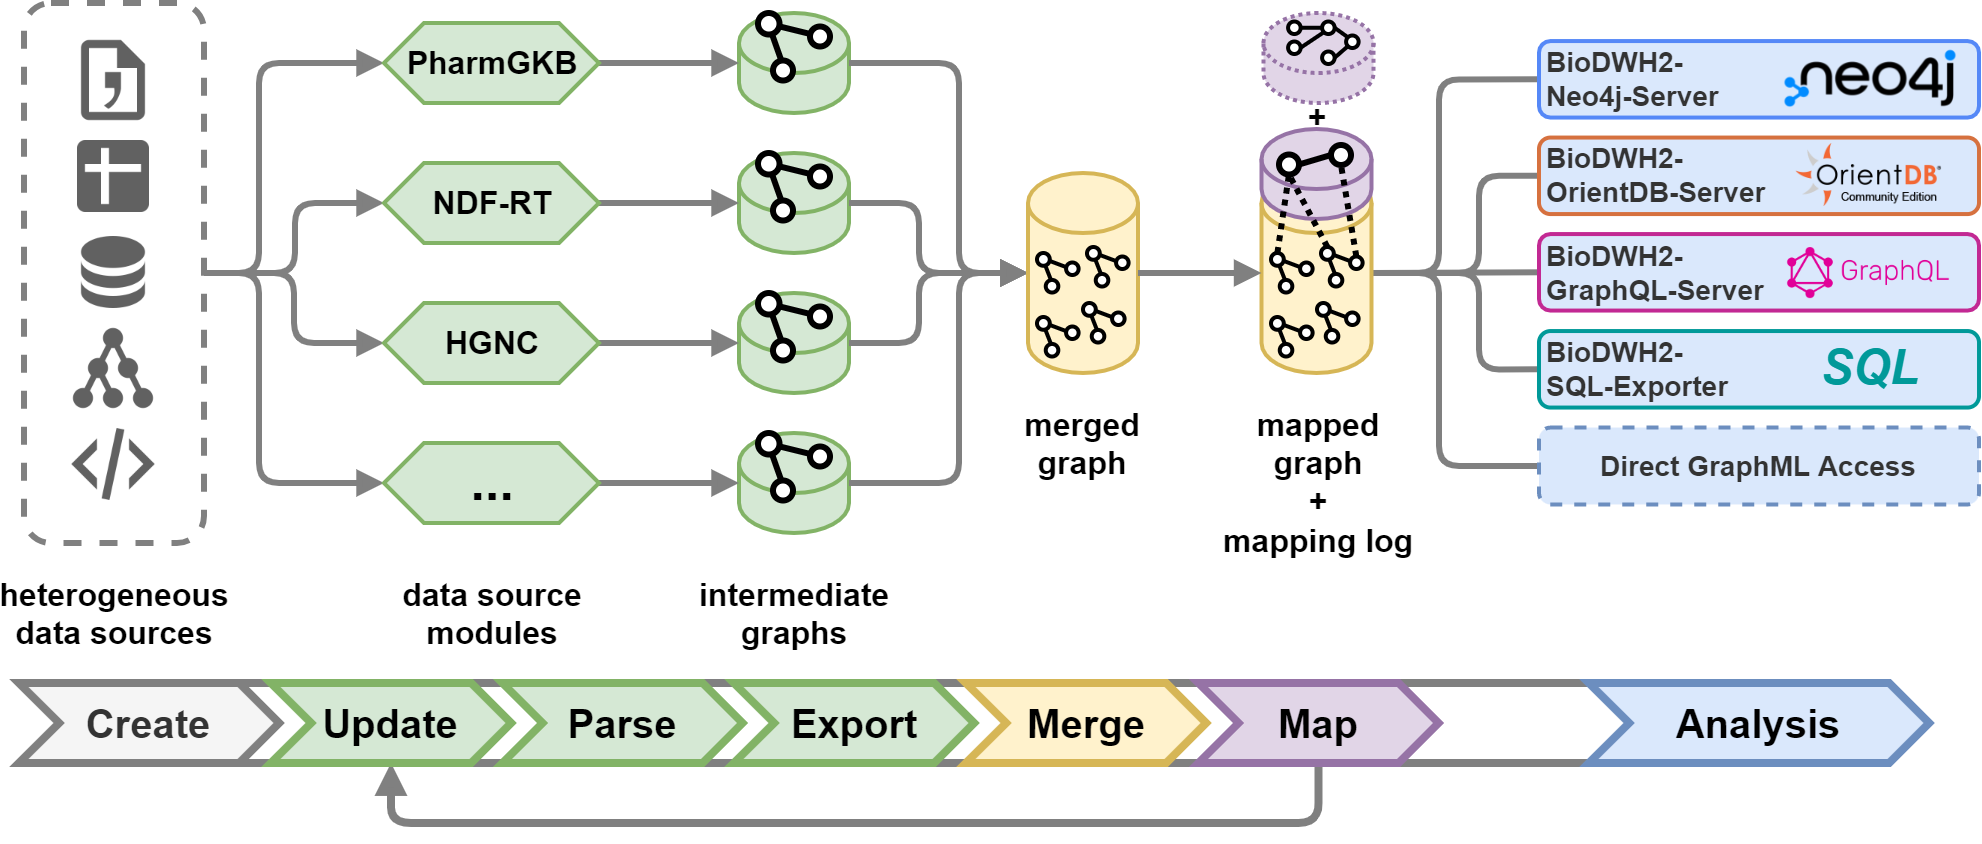 PharmGKB
NDF-RT
HGNC
...
+
BioDWH2-
Neo4j-Server
neo4j
BioDWH2-
OrientDB-Server
OrientDB®
Community Edition
BioDWH2-
GraphQL-Server
GraphQL
BioDWH2-
SQL-Exporter
SQL
Direct GraphML Access
merged
graph
mapped
graph
+
mapping log
heterogeneous
data sources
data source
modules
intermediate
graphs
Create
Update
Parse
Export
Merge
Map
Analysis